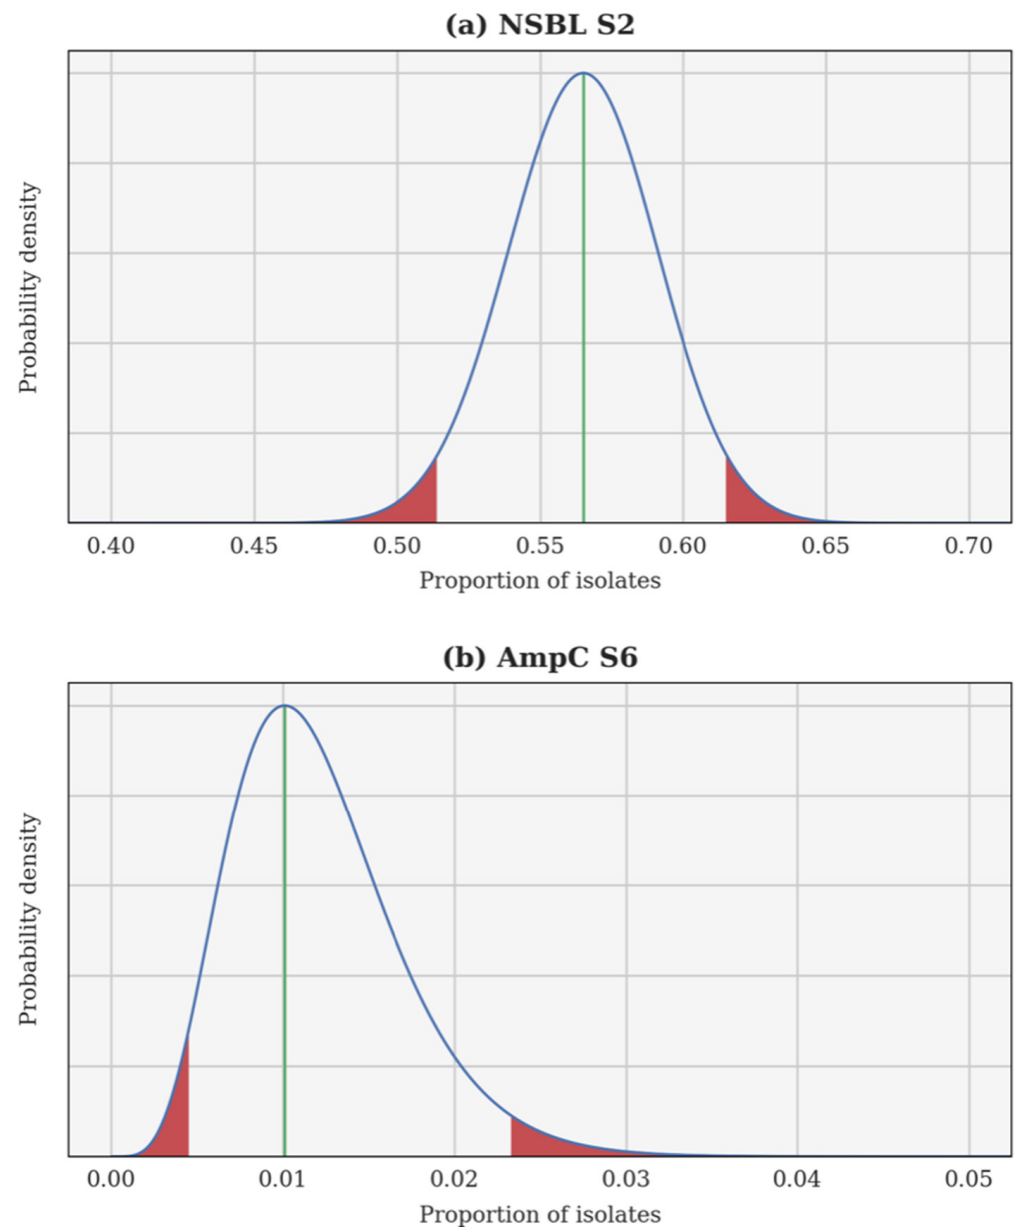 (a) NSBL S2
Probability density
0.40 0.45 0.50 0.55 0.60 0.65 0.70
Proportion of isolates
(b) AmpC S6
Probability density
0.00 0.01 0.02 0.03 0.04 0.05
Proportion of isolates